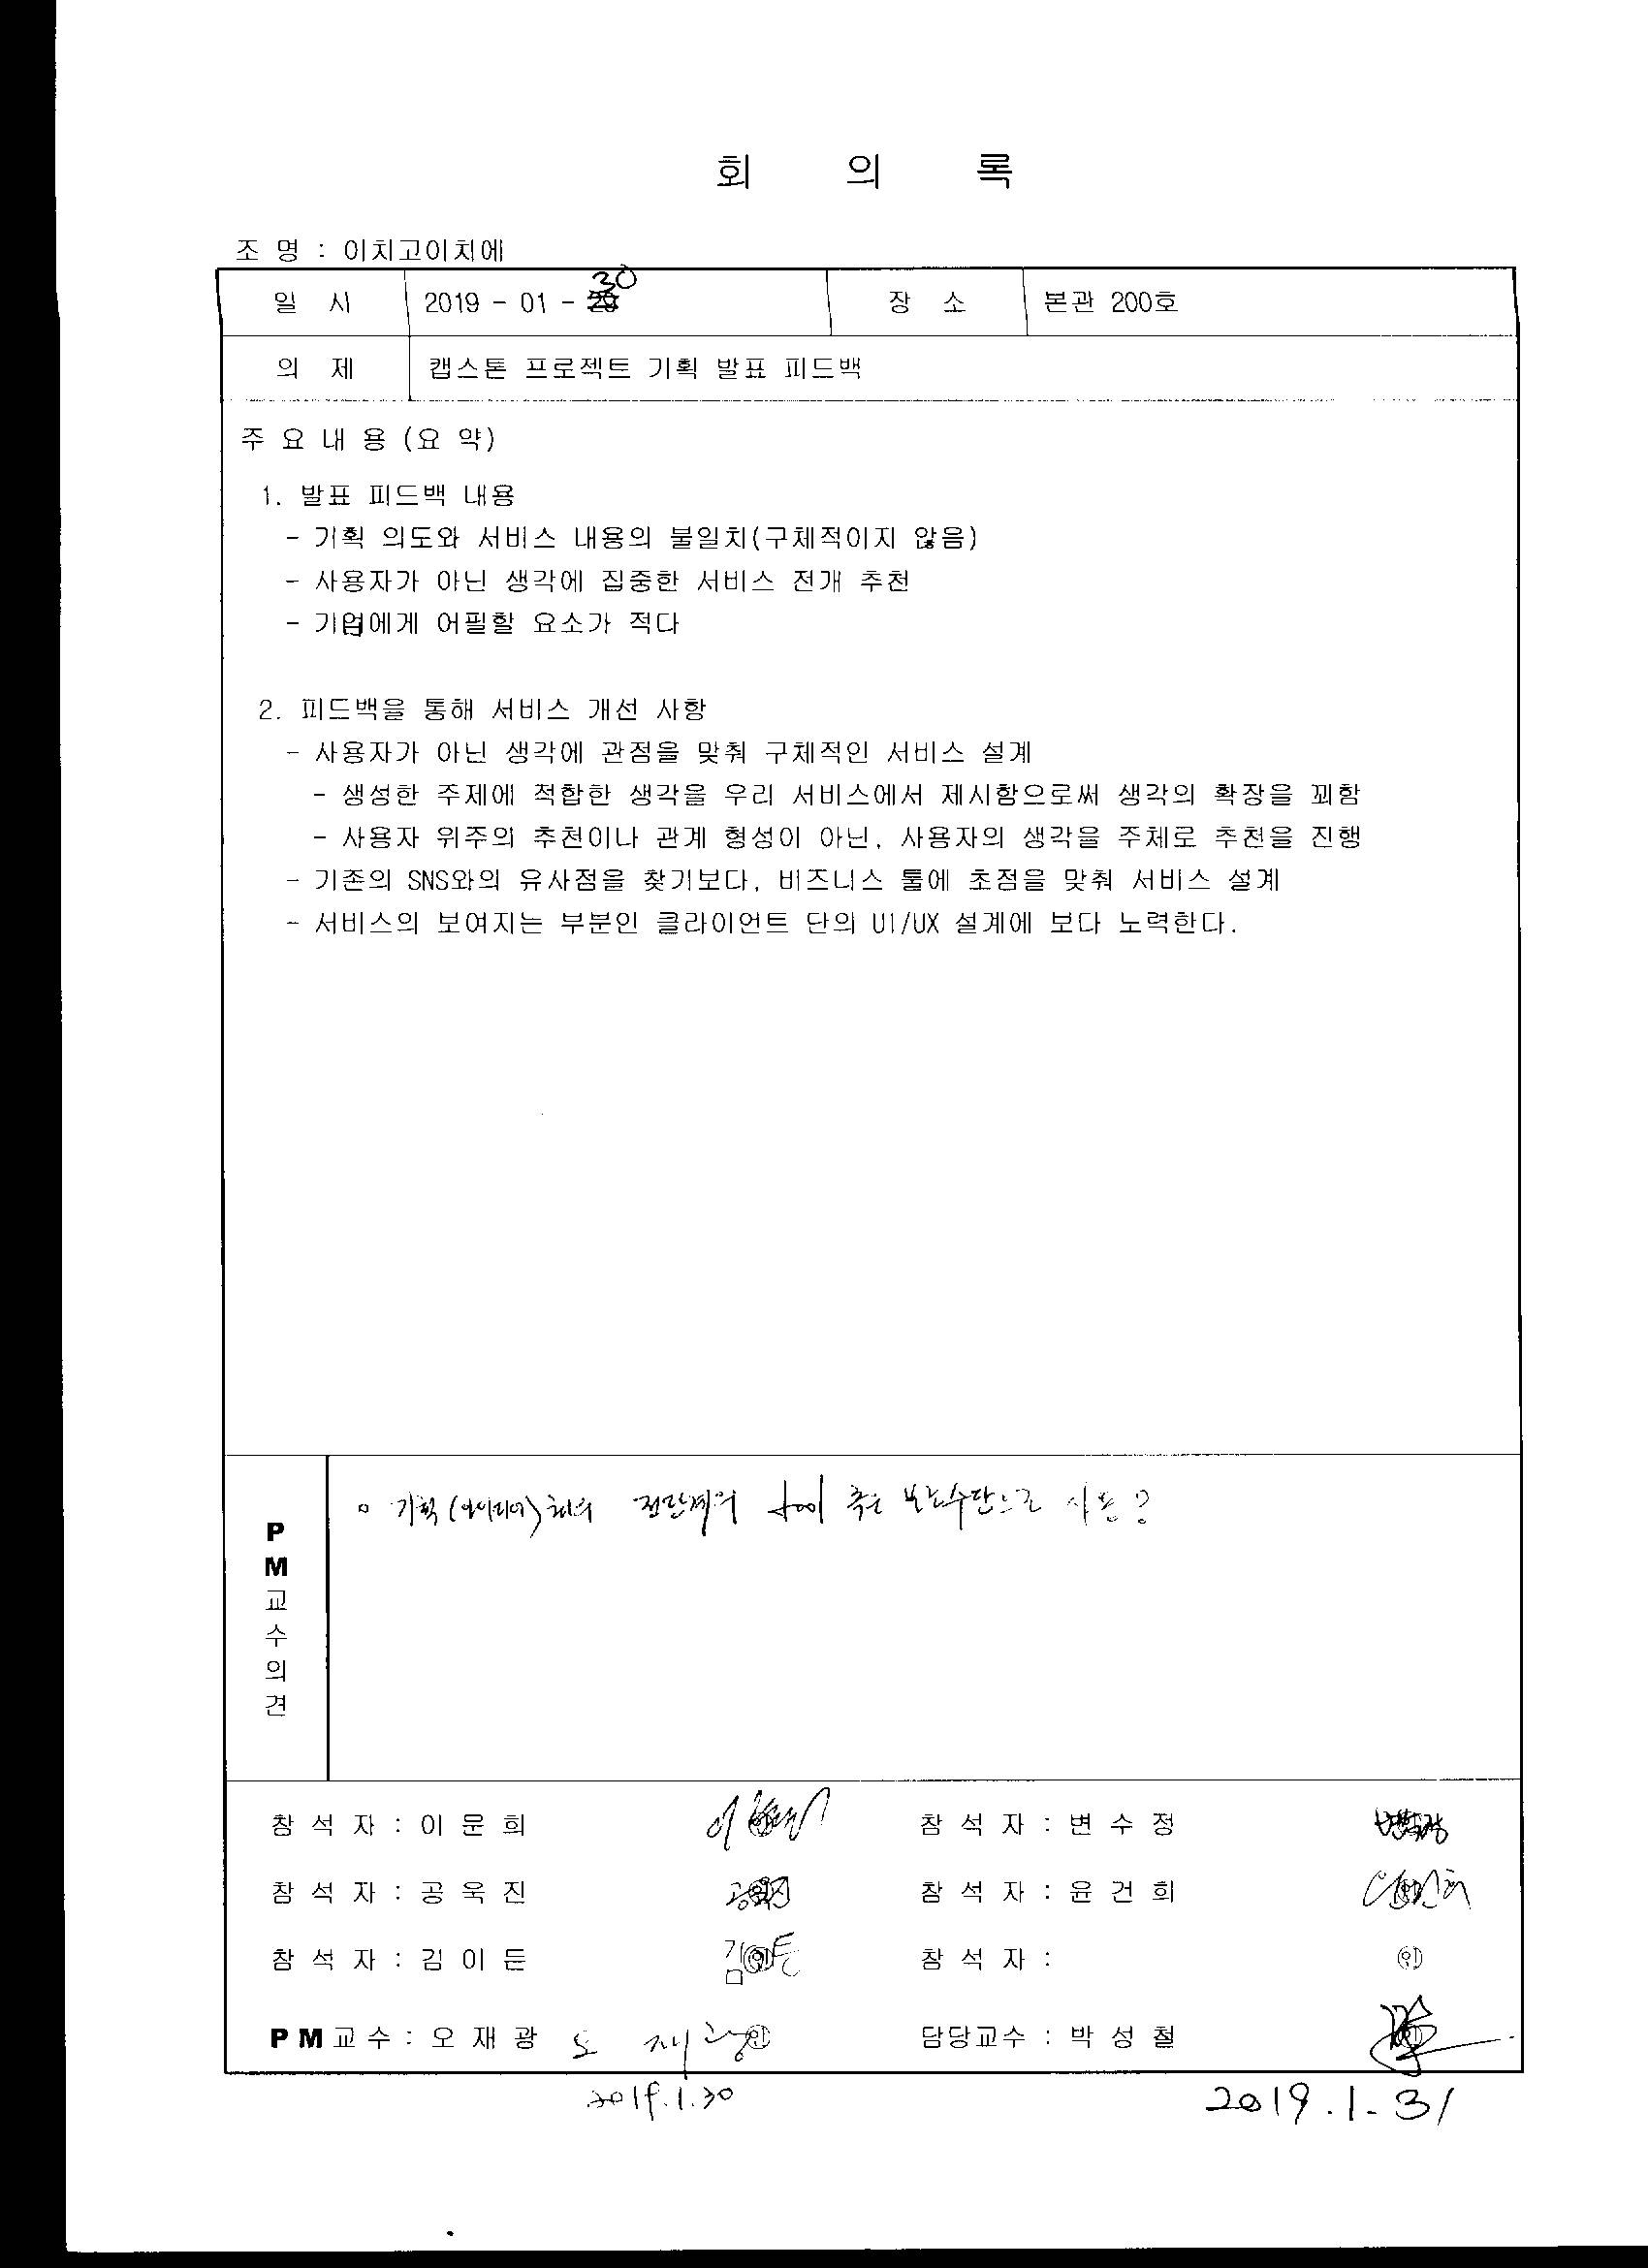 회 의 록
조 명 : 이치고이치에
일 시 2019 - 01 - 30 장 소 본관 200호
의 제 캡스톤 프로젝트 기획 발표 피드백
주 요 내 용 (요 약)
1. 발표 피드백 내용
- 기획 의도와 서비스 내용의 불일치(구체적이지 않음)
- 사용자가 아닌 생각에 집중한 서비스 전개 추천
- 기업에게 어필할 요소가 적다
2. 피드백을 통해 서비스 개선 사항
- 사용자가 아닌 생각에 관점을 맞춰 구체적인 서비스 설계
- 생성한 주제에 적합한 생각을 우리 서비스에서 제시함으로써 생각의 확장을 꾀함
- 사용자 위주의 추천이나 관계 형성이 아닌, 사용자의 생각을 주체로 추천을 진행
- 기존의 SNS와의 유사점을 찾기보다, 비즈니스 툴에 초점을 맞춰 서비스 설계
- 서비스의 보여지는 부분인 클라이언트 단의 UI/UX 설계에 보다 노력한다.
PM교수의견
기획(아이디어)회의 전단계의 tool 혹은 보조수단으로 사용?
참 석 자 : 이 문 희 참 석 자 : 변 수 정
참 석 자 : 공 욱 진 참 석 자 : 윤 건 희
참 석 자 : 김 이 든 김이든 참 석 자 : 인
PM교수 : 오 재 광 오 재광 인 담당교수 : 박 성 철
2019.1.30 2019.1.31